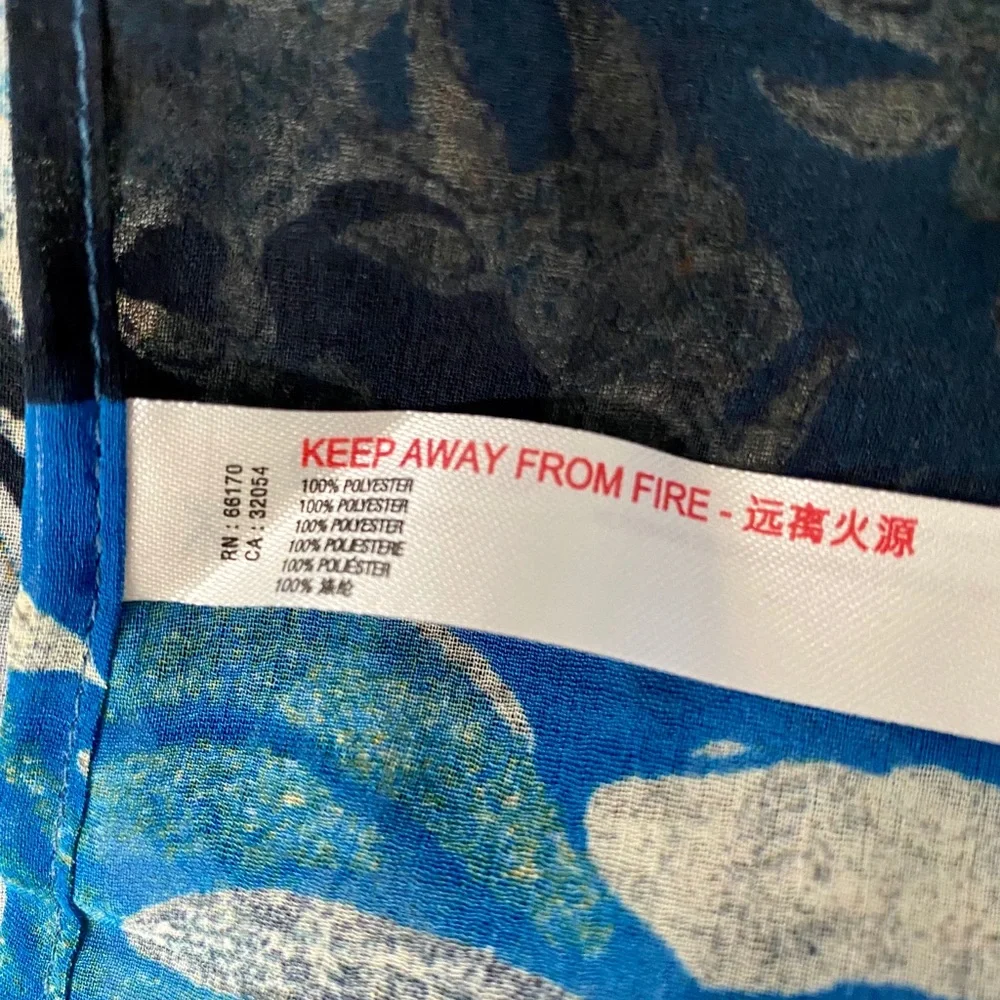 RN : 66170
CA : 32054
KEEP AWAY FROM FIRE - 远离火源
100% POLYESTER
100% POLYESTER
100% POLYESTER
100% POLIESTERE
100% POLIÉSTER
100% 涤纶